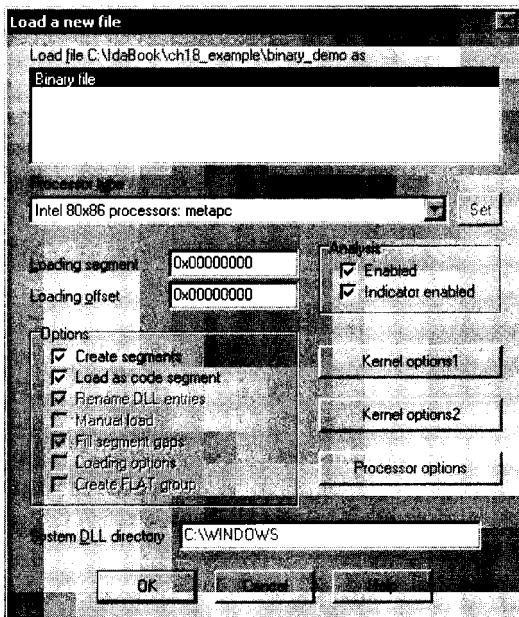 Load a new file
Load file C:\IdaBook\ch18_example\binary_demo as
Binary file
Processor type
Intel 80x86 processors: metapc
Set
Loading segment 0x00000000
Loading offset 0x00000000
Analysis
Enabled
Indicator enabled
Options
Create segments
Load as code segment
Rename DLL entries
Manual load
Fill segment gaps
Loading options
Create FLAT group
Kernel options1
Kernel options2
Processor options
System DLL directory C:\WINDOWS
OK Cancel Help